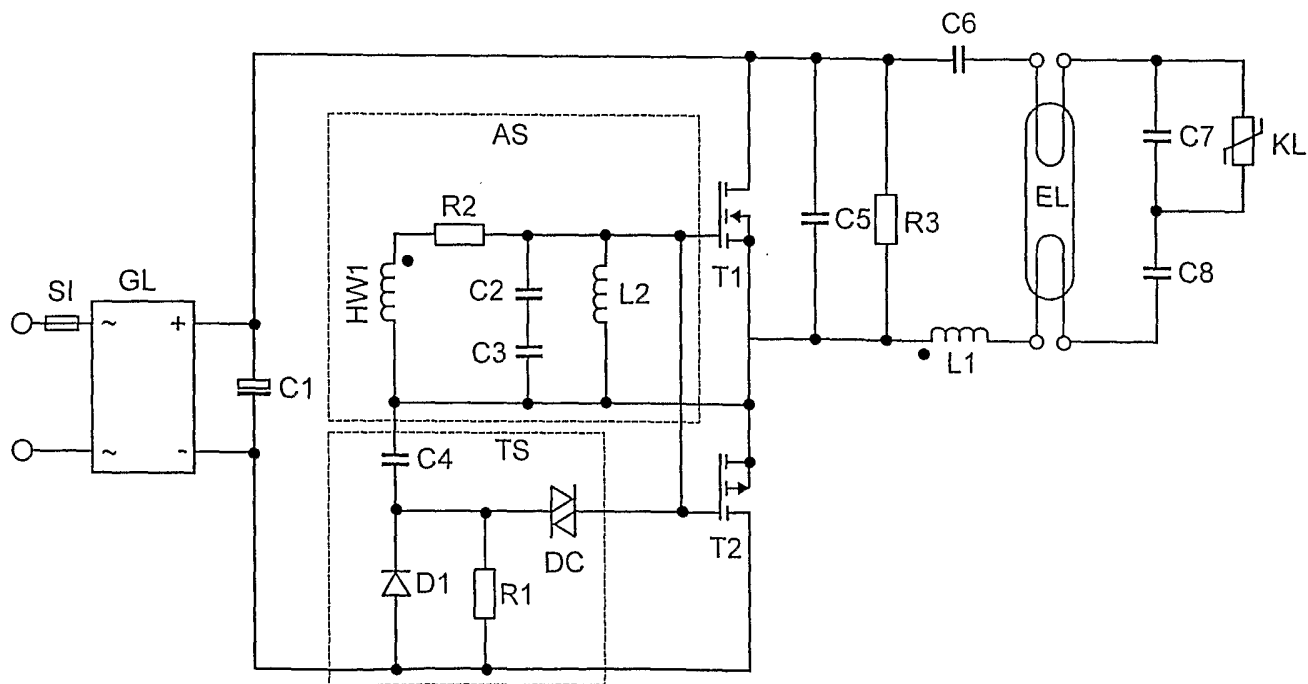 C6
AS
C7
KL
R2
EL
C5
R3
T1
C8
HW1
C2
L2
SI
GL
~
+
C3
L1
C1
~
-
TS
C4
T2
DC
D1
R1